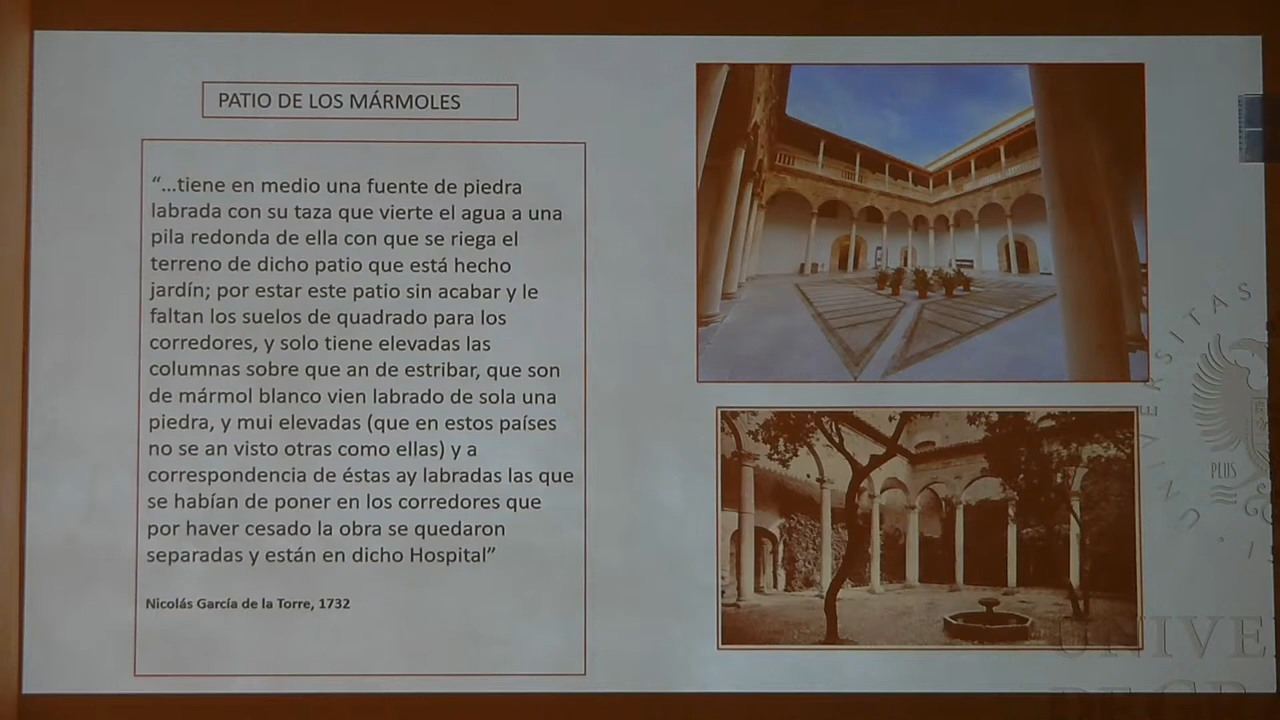 PATIO DE LOS MÁRMOLES
“...tiene en medio una fuente de piedra
labrada con su taza que vierte el agua a una
pila redonda de ella con que se riega el
terreno de dicho patio que está hecho
jardín; por estar este patio sin acabar y le
faltan los suelos de quadrado para los
corredores, y solo tiene elevadas las
columnas sobre que an de estribar, que son
de mármol blanco vien labrado de sola una
piedra, y mui elevadas (que en estos países
no se an visto otras como ellas) y a
correspondencia de éstas ay labradas las que
se habían de poner en los corredores que
por haver cesado la obra se quedaron
separadas y están en dicho Hospital”
Nicolás García de la Torre, 1732
UNIVERSITAS
PLUS
UNIVE
DE GR